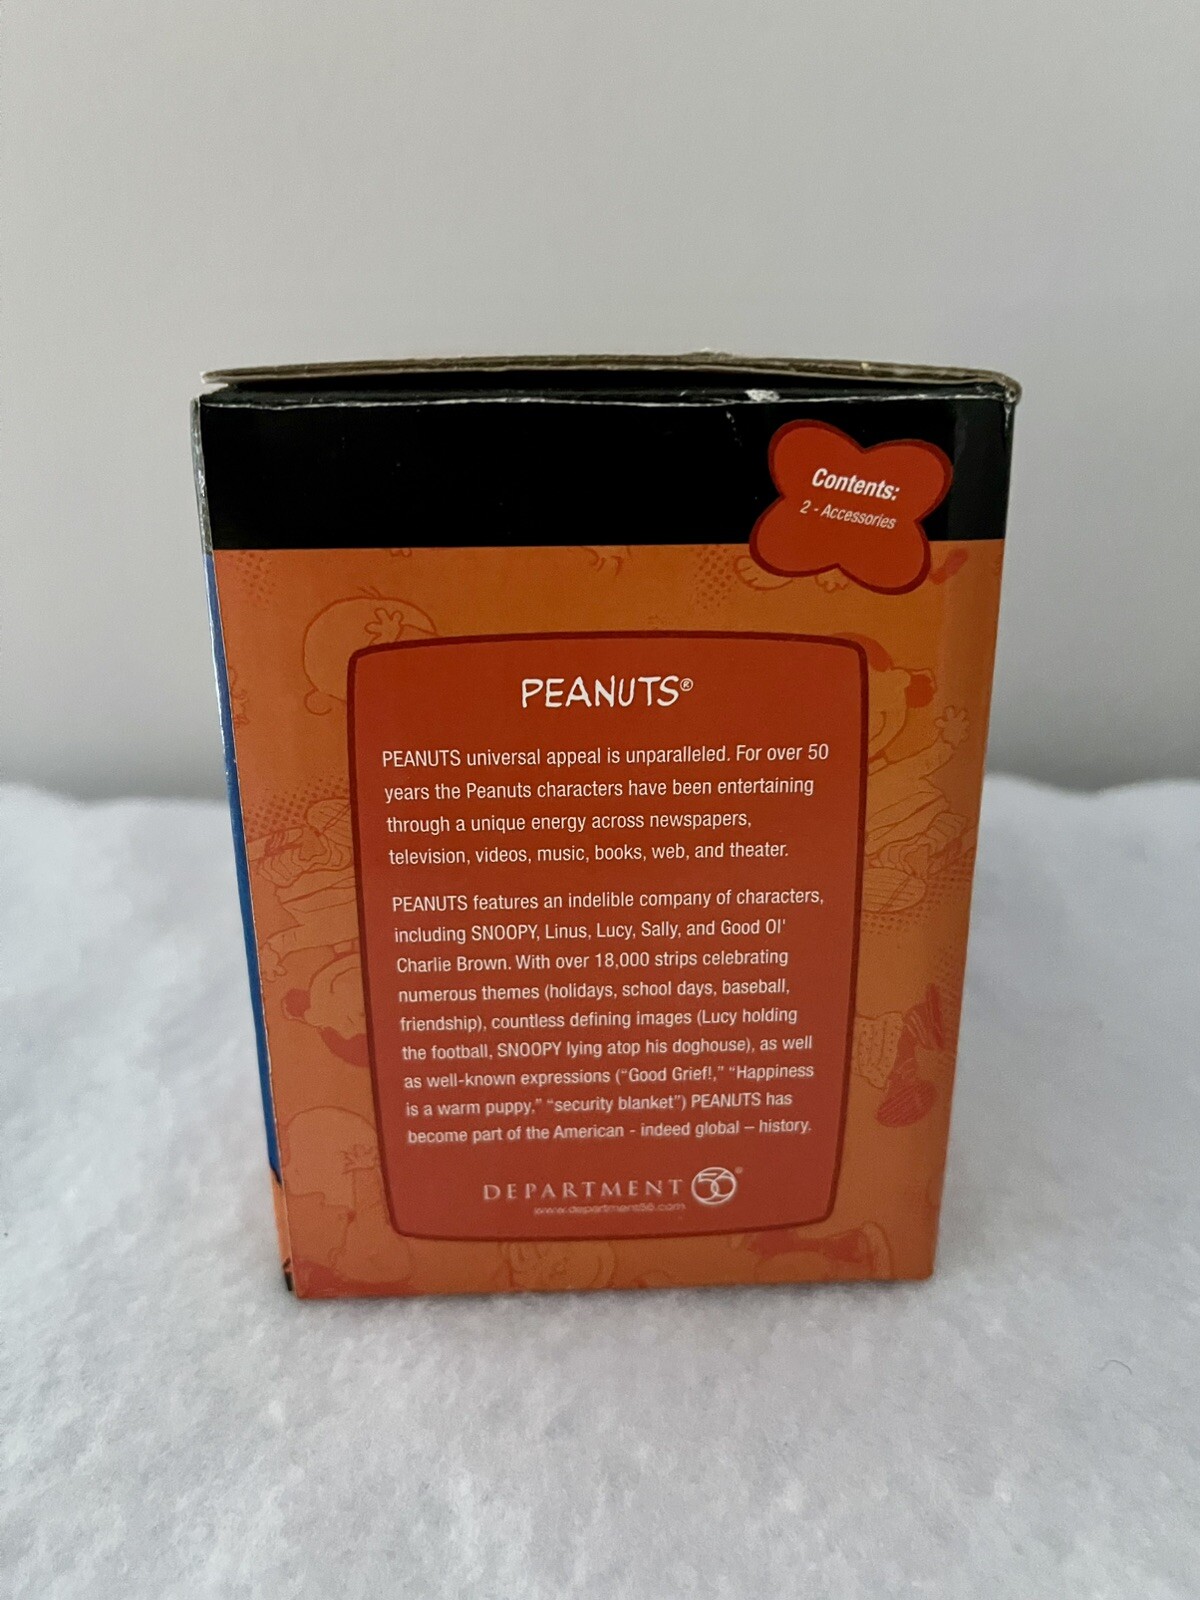 Contents:
2 - Accessories
PEANUTS®
PEANUTS universal appeal is unparalleled. For over 50
years the Peanuts characters have been entertaining
through a unique energy across newspapers,
television, videos, music, books, web, and theater.
PEANUTS features an indelible company of characters,
including SNOOPY, Linus, Lucy, Sally, and Good Ol'
Charlie Brown. With over 18,000 strips celebrating
numerous themes (holidays, school days, baseball,
friendship), countless defining images (Lucy holding
the football, SNOOPY lying atop his doghouse), as well
as well-known expressions (“Good Grief!,” “Happiness
is a warm puppy,” “security blanket”) PEANUTS has
become part of the American - indeed global – history.
DEPARTMENT 56®
www.department56.com